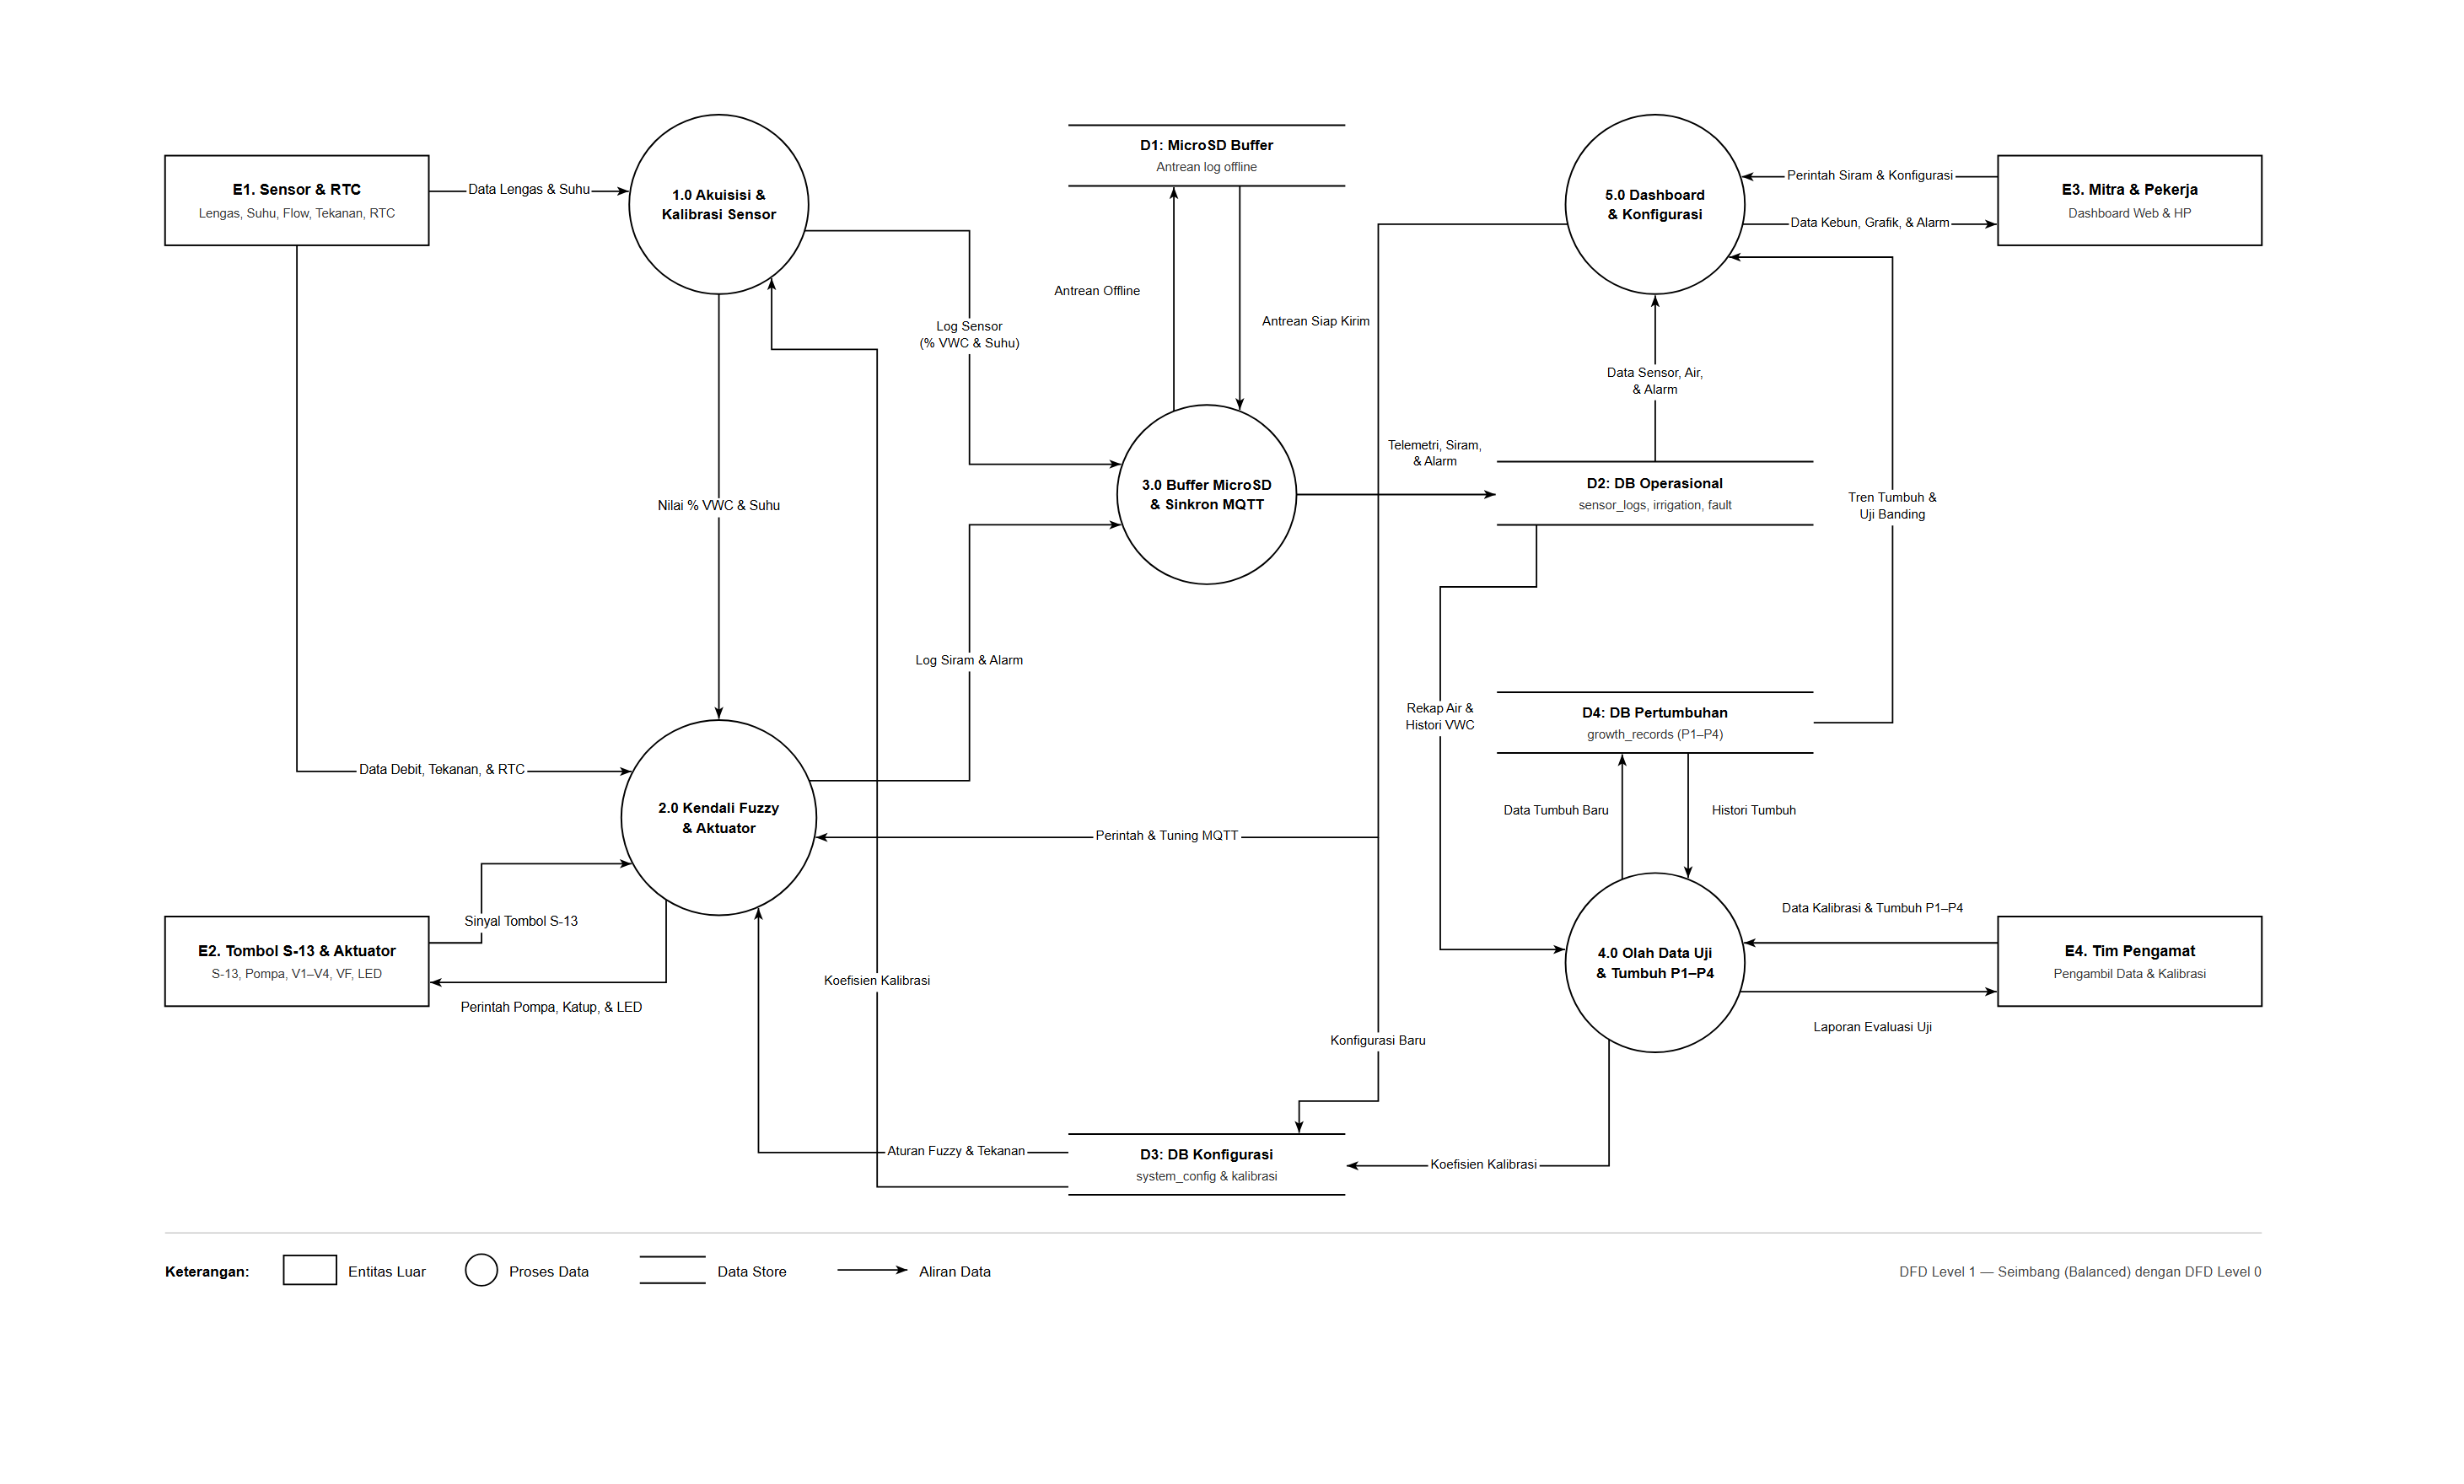 D1: MicroSD Buffer
Antrean log offline
E1. Sensor & RTC
Lengas, Suhu, Flow, Tekanan, RTC
Data Lengas & Suhu
1.0 Akuisisi &
Kalibrasi Sensor
5.0 Dashboard
& Konfigurasi
Perintah Siram & Konfigurasi
Data Kebun, Grafik, & Alarm
E3. Mitra & Pekerja
Dashboard Web & HP
Antrean Offline
Antrean Siap Kirim
Log Sensor
(% VWC & Suhu)
Data Sensor, Air,
& Alarm
Telemetri, Siram,
& Alarm
3.0 Buffer MicroSD
& Sinkron MQTT
D2: DB Operasional
sensor_logs, irrigation, fault
Tren Tumbuh &
Uji Banding
Nilai % VWC & Suhu
Log Siram & Alarm
Rekap Air &
Histori VWC
D4: DB Pertumbuhan
growth_records (P1–P4)
Data Debit, Tekanan, & RTC
2.0 Kendali Fuzzy
& Aktuator
Perintah & Tuning MQTT
Data Tumbuh Baru
Histori Tumbuh
Sinyal Tombol S-13
E2. Tombol S-13 & Aktuator
S-13, Pompa, V1–V4, VF, LED
Perintah Pompa, Katup, & LED
Koefisien Kalibrasi
4.0 Olah Data Uji
& Tumbuh P1–P4
Data Kalibrasi & Tumbuh P1–P4
E4. Tim Pengamat
Pengambil Data & Kalibrasi
Laporan Evaluasi Uji
Konfigurasi Baru
Aturan Fuzzy & Tekanan
D3: DB Konfigurasi
system_config & kalibrasi
Koefisien Kalibrasi
Keterangan:
Entitas Luar
Proses Data
Data Store
Aliran Data
DFD Level 1 — Seimbang (Balanced) dengan DFD Level 0